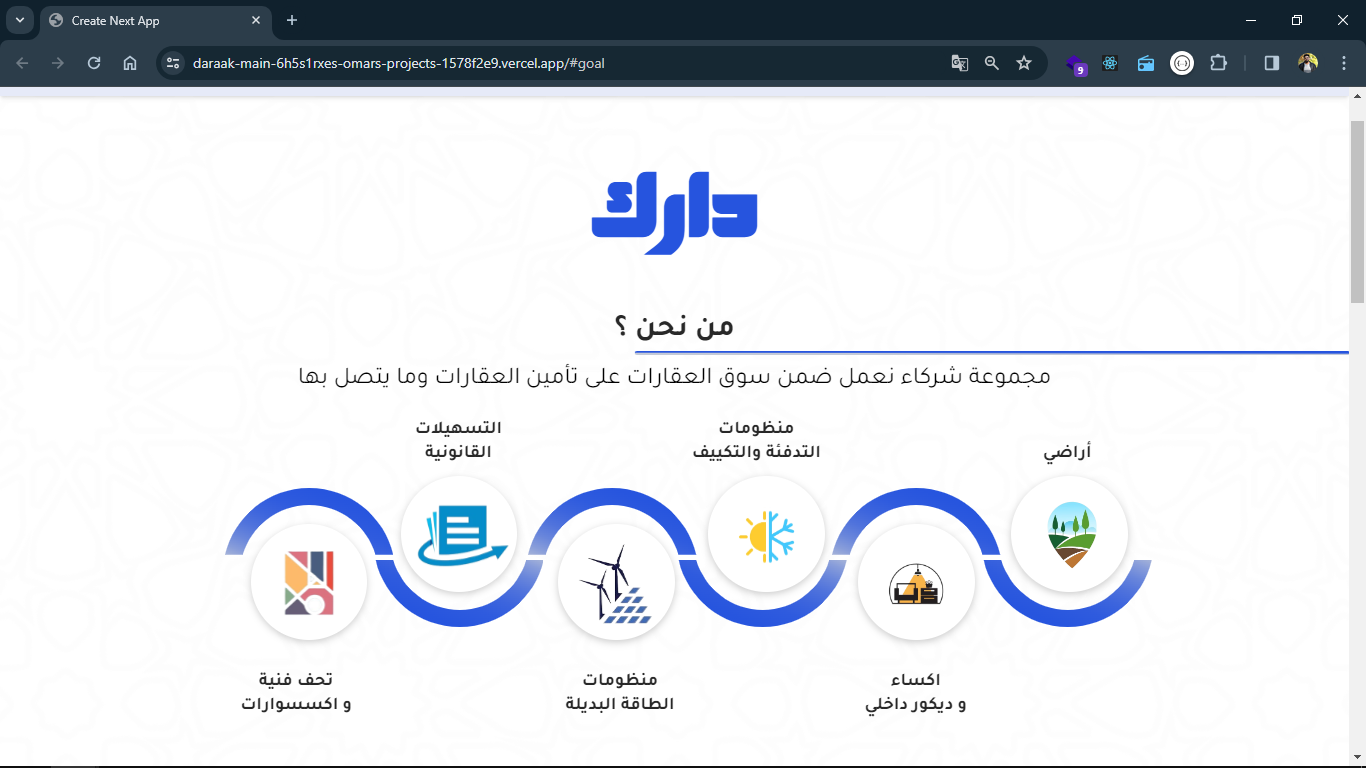 Create Next App
daraak-main-6h5s1rxes-omars-projects-1578f2e9.vercel.app/#goal
9
دارك
من نحن ؟
مجموعة شركاء نعمل ضمن سوق العقارات على تأمين العقارات وما يتصل بها
أراضي
منظومات
التدفئة والتكييف
التسهيلات
القانونية
اكساء
و ديكور داخلي
منظومات
الطاقة البديلة
تحف فنية
و اكسسوارات